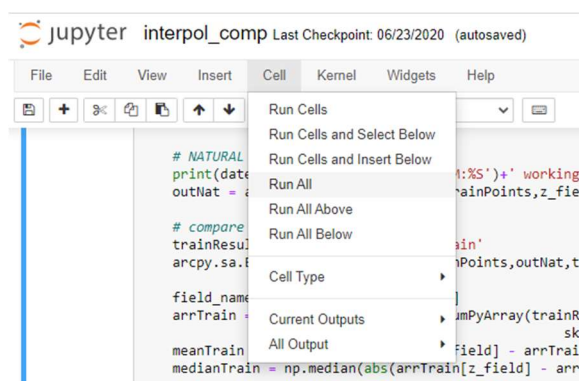 jupyter interpol_comp Last Checkpoint: 06/23/2020 (autosaved)
File Edit View Insert Cell Kernel Widgets Help
Run Cells
Run Cells and Select Below
Run Cells and Insert Below
Run All
Run All Above
Run All Below
Cell Type
Current Outputs
All Output
# NATURAL
print(date M:%S')+' working
outNat = rainPoints,z_fie
# compare
trainResul ain'
arcpy.sa. nPoints,outNat,t
field_name ]
arrTrain = umPyArray(trainR
sk
meanTrain field] - arrTrai
medianTrain = np.median(abs(arrTrain[z_field] - arr